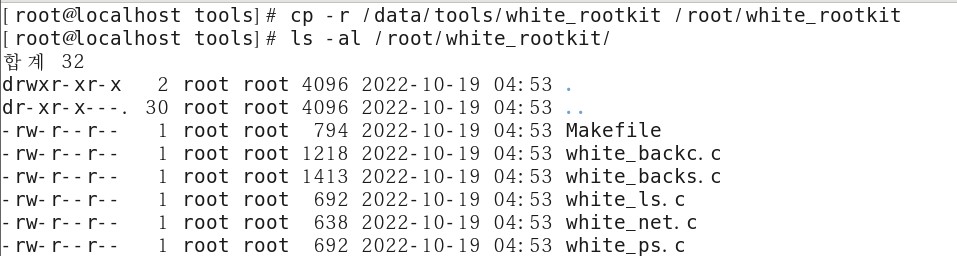 [root@localhost tools]# cp -r /data/tools/white_rootkit /root/white_rootkit
[root@localhost tools]# ls -al /root/white_rootkit/
합계 32
drwxr-xr-x   2 root root 4096 2022-10-19 04:53 .
dr-xr-x---. 30 root root 4096 2022-10-19 04:53 ..
-rw-r--r--   1 root root  794 2022-10-19 04:53 Makefile
-rw-r--r--   1 root root 1218 2022-10-19 04:53 white_backc.c
-rw-r--r--   1 root root 1413 2022-10-19 04:53 white_backs.c
-rw-r--r--   1 root root  692 2022-10-19 04:53 white_ls.c
-rw-r--r--   1 root root  638 2022-10-19 04:53 white_net.c
-rw-r--r--   1 root root  692 2022-10-19 04:53 white_ps.c